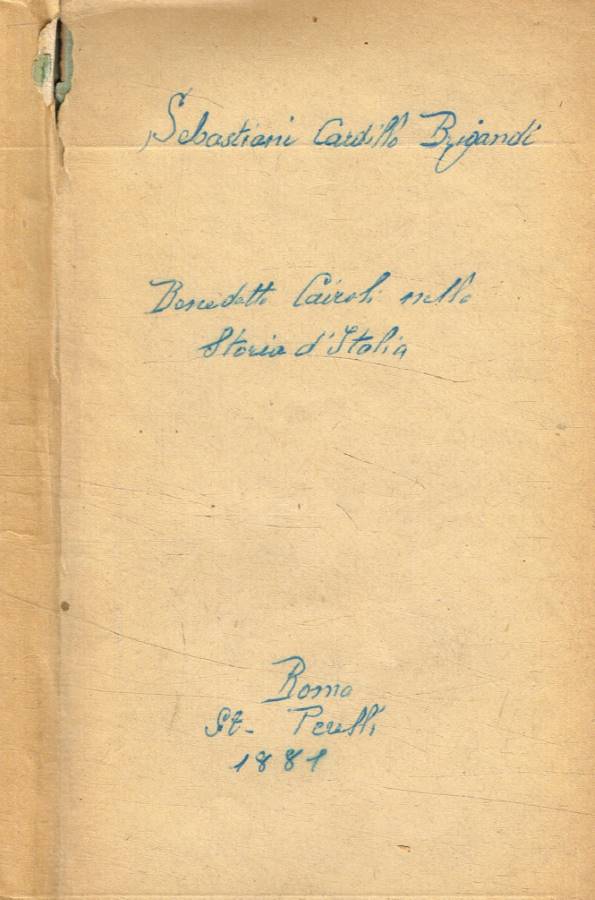 Sebastiani Cardillo Brigandi
Benedetto Cairoli nella
Storia d'Italia
Roma
St. Perelli
1881